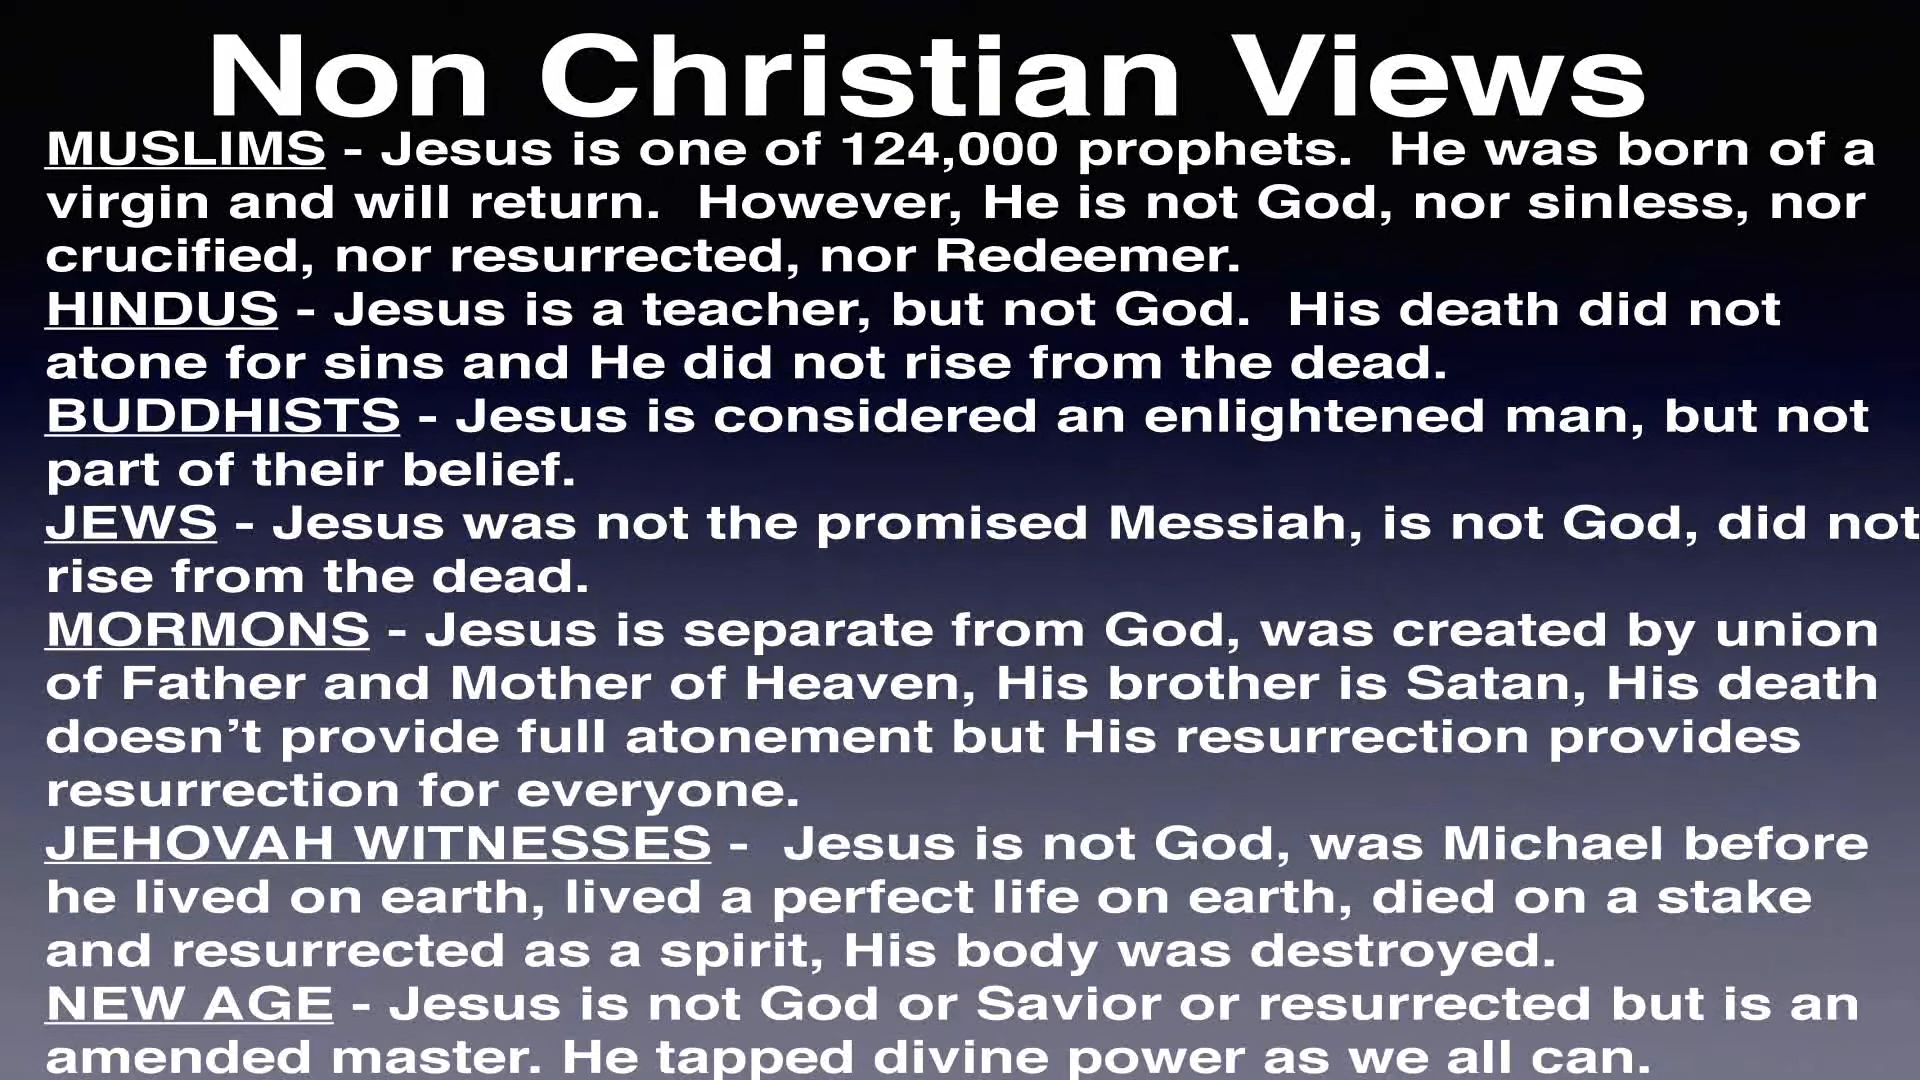 Non Christian Views
MUSLIMS - Jesus is one of 124,000 prophets.  He was born of a
virgin and will return.  However, He is not God, nor sinless, nor
crucified, nor resurrected, nor Redeemer.
HINDUS - Jesus is a teacher, but not God.  His death did not
atone for sins and He did not rise from the dead.
BUDDHISTS - Jesus is considered an enlightened man, but not
part of their belief.
JEWS - Jesus was not the promised Messiah, is not God, did not
rise from the dead.
MORMONS - Jesus is separate from God, was created by union
of Father and Mother of Heaven, His brother is Satan, His death
doesn’t provide full atonement but His resurrection provides
resurrection for everyone.
JEHOVAH WITNESSES -  Jesus is not God, was Michael before
he lived on earth, lived a perfect life on earth, died on a stake
and resurrected as a spirit, His body was destroyed.
NEW AGE - Jesus is not God or Savior or resurrected but is an
amended master. He tapped divine power as we all can.